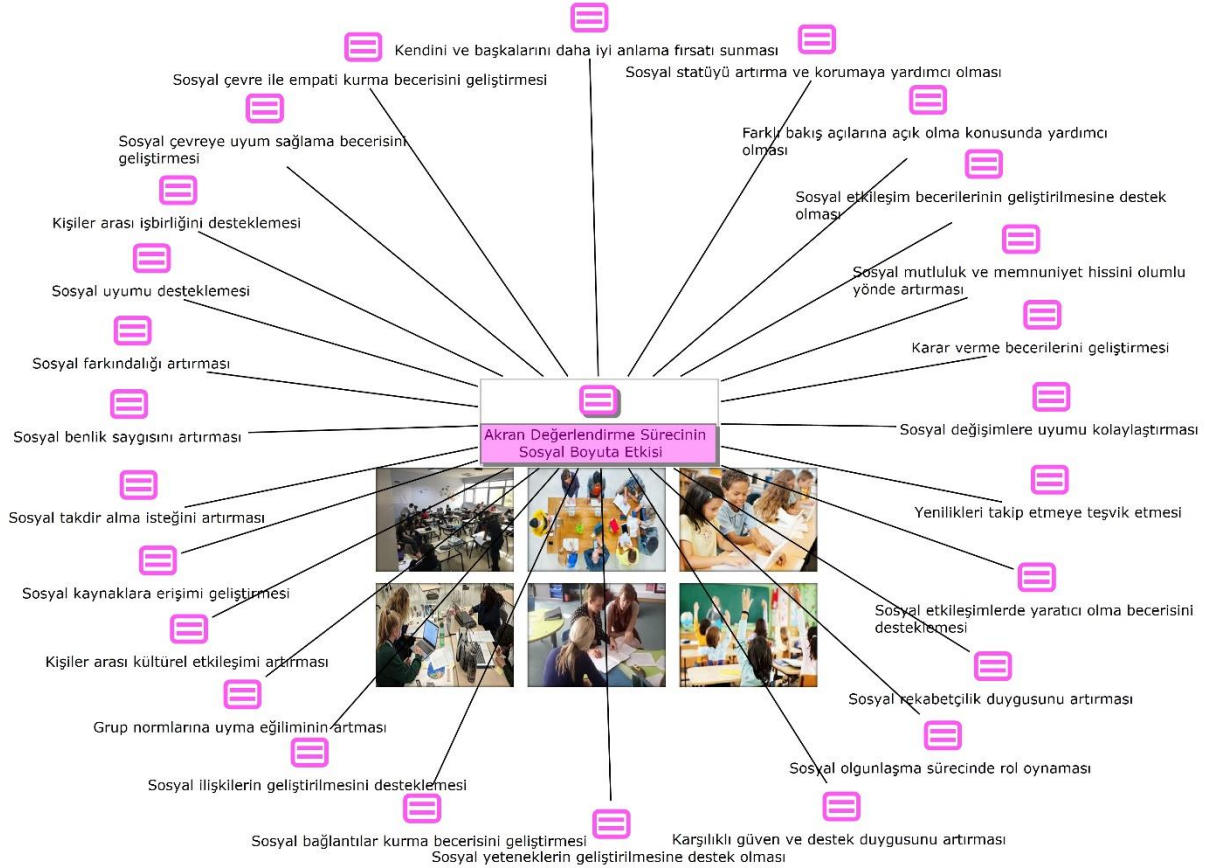 Kendini ve başkalarını daha iyi anlama fırsatı sunması
Sosyal statüyü artırma ve korumaya yardımcı olması
Sosyal çevre ile empati kurma becerisini geliştirmesi
Farklı bakış açılarına açık olma konusunda yardımcı
olması
Sosyal çevreye uyum sağlama becerisini
geliştirmesi
Sosyal etkileşim becerilerinin geliştirilmesine destek
olması
Kişiler arası işbirliğini desteklemesi
Sosyal mutluluk ve memnuniyet hissini olumlu
yönde artırması
Sosyal uyumu desteklemesi
Karar verme becerilerini geliştirmesi
Sosyal farkındalığı artırması
Sosyal değişimlere uyumu kolaylaştırması
Sosyal benlik saygısını artırması
Akran Değerlendirme Sürecinin
Sosyal Boyuta Etkisi
Yenilikleri takip etmeye teşvik etmesi
Sosyal takdir alma isteğini artırması
Sosyal kaynaklara erişimi geliştirmesi
Sosyal etkileşimlerde yaratıcı olma becerisini
desteklemesi
Kişiler arası kültürel etkileşimi artırması
Sosyal rekabetçilik duygusunu artırması
Grup normlarına uyma eğiliminin artması
Sosyal olgunlaşma sürecinde rol oynaması
Sosyal ilişkilerin geliştirilmesini desteklemesi
Karşılıklı güven ve destek duygusunu artırması
Sosyal bağlantılar kurma becerisini geliştirmesi
Sosyal yeteneklerin geliştirilmesine destek olması